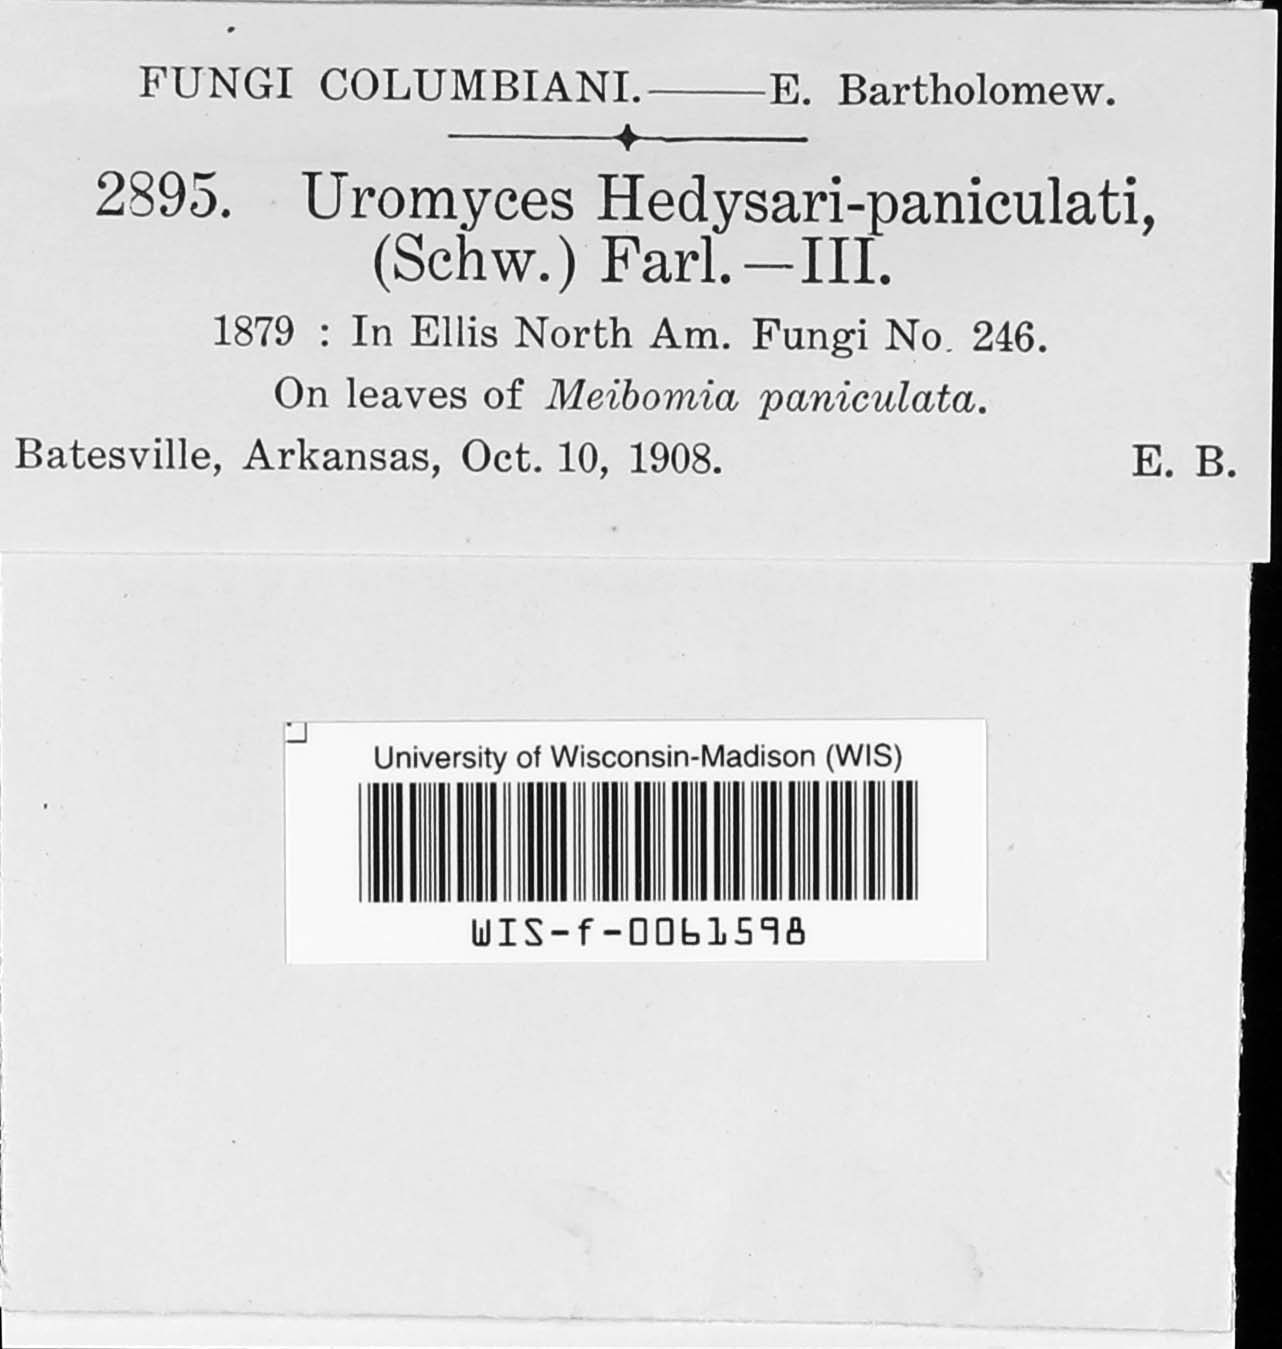 FUNGI COLUMBIANI.——E. Bartholomew.
2895. Uromyces Hedysari-paniculati,
(Schw.) Farl.—III.
1879 : In Ellis North Am. Fungi No. 246.
On leaves of Meibomia paniculata.
Batesville, Arkansas, Oct. 10, 1908. E. B.
University of Wisconsin-Madison (WIS)
WIS-f-0061598